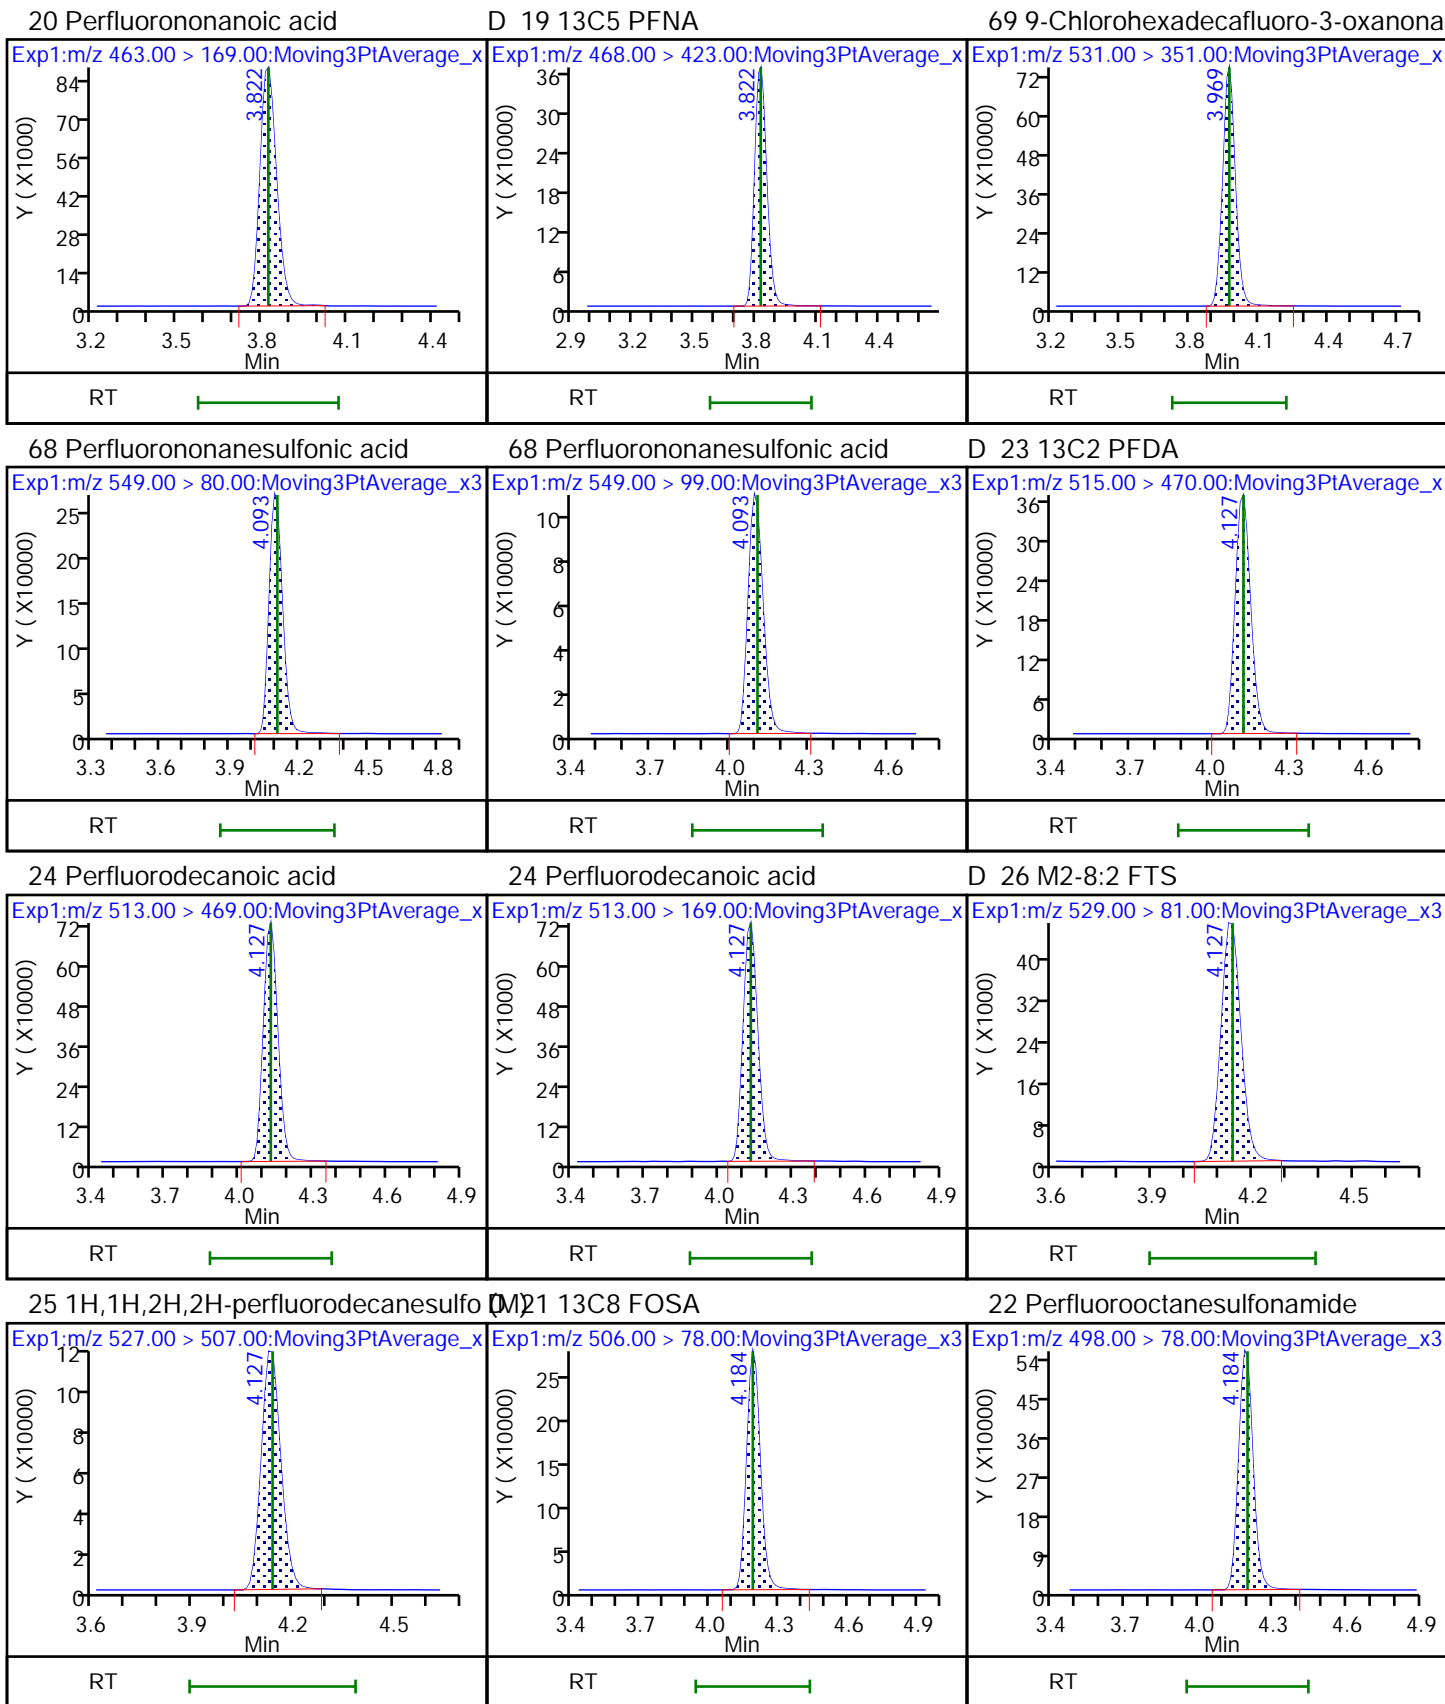 20 Perfluorononanoic acid
D 19 13C5 PFNA
69 9-Chlorohexadecafluoro-3-oxanona
Exp1:m/z 463.00 > 169.00:Moving3PtAverage_x
Exp1:m/z 468.00 > 423.00:Moving3PtAverage_x
Exp1:m/z 531.00 > 351.00:Moving3PtAverage_x
3.822
3.822
3.969
84
70
56
42
28
14
0
Y ( X1000)
36
30
24
18
12
6
0
Y ( X10000)
72
60
48
36
24
12
0
Y ( X10000)
3.2 3.5 3.8 4.1 4.4
2.9 3.2 3.5 3.8 4.1 4.4
3.2 3.5 3.8 4.1 4.4 4.7
Min
Min
Min
RT
RT
RT
68 Perfluorononanesulfonic acid
68 Perfluorononanesulfonic acid
D 23 13C2 PFDA
Exp1:m/z 549.00 > 80.00:Moving3PtAverage_x3
Exp1:m/z 549.00 > 99.00:Moving3PtAverage_x3
Exp1:m/z 515.00 > 470.00:Moving3PtAverage_x
4.093
4.093
4.127
25
20
15
10
5
0
Y ( X10000)
10
8
6
4
2
0
Y ( X10000)
36
30
24
18
12
6
0
Y ( X10000)
3.3 3.6 3.9 4.2 4.5 4.8
3.4 3.7 4.0 4.3 4.6
3.4 3.7 4.0 4.3 4.6
Min
Min
Min
RT
RT
RT
24 Perfluorodecanoic acid
24 Perfluorodecanoic acid
D 26 M2-8:2 FTS
Exp1:m/z 513.00 > 469.00:Moving3PtAverage_x
Exp1:m/z 513.00 > 169.00:Moving3PtAverage_x
Exp1:m/z 529.00 > 81.00:Moving3PtAverage_x3
4.127
4.127
4.127
72
60
48
36
24
12
0
Y ( X10000)
72
60
48
36
24
12
0
Y ( X1000)
40
32
24
16
8
0
Y ( X1000)
3.4 3.7 4.0 4.3 4.6 4.9
3.4 3.7 4.0 4.3 4.6 4.9
3.6 3.9 4.2 4.5
Min
Min
Min
RT
RT
RT
25 1H,1H,2H,2H-perfluorodecanesulfo (M)
D 21 13C8 FOSA
22 Perfluorooctanesulfonamide
Exp1:m/z 527.00 > 507.00:Moving3PtAverage_x
Exp1:m/z 506.00 > 78.00:Moving3PtAverage_x3
Exp1:m/z 498.00 > 78.00:Moving3PtAverage_x3
4.127
4.184
4.184
12
10
8
6
4
2
0
Y ( X10000)
25
20
15
10
5
0
Y ( X10000)
54
45
36
27
18
9
0
Y ( X10000)
3.6 3.9 4.2 4.5
3.4 3.7 4.0 4.3 4.6 4.9
3.4 3.7 4.0 4.3 4.6 4.9
Min
Min
Min
RT
RT
RT